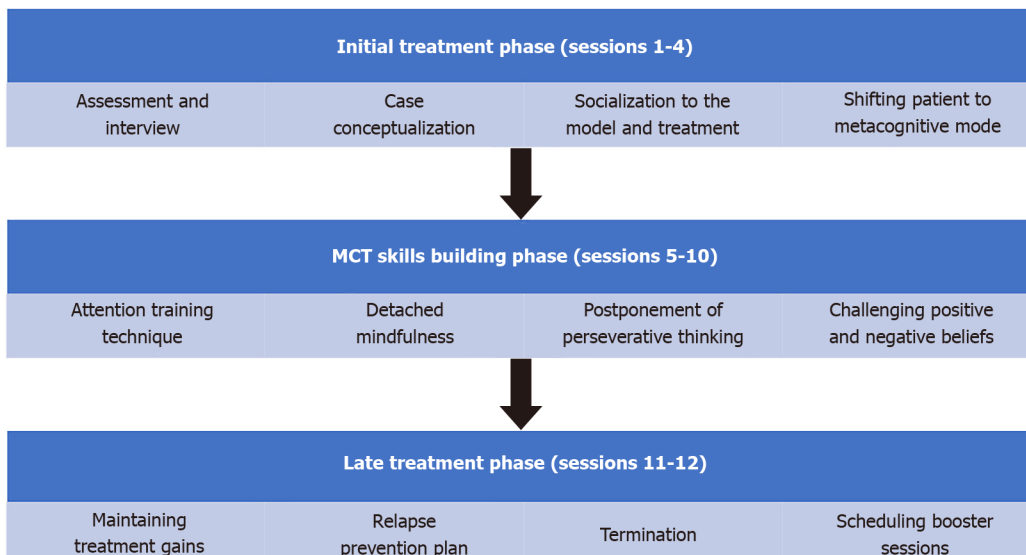 Initial treatment phase (sessions 1-4)
Assessment and
interview
Case
conceptualization
Socialization to the
model and treatment
Shifting patient to
metacognitive mode
MCT skills building phase (sessions 5-10)
Attention training
technique
Detached
mindfulness
Postponement of
perseverative thinking
Challenging positive
and negative beliefs
Late treatment phase (sessions 11-12)
Maintaining
treatment gains
Relapse
prevention plan
Termination
Scheduling booster
sessions